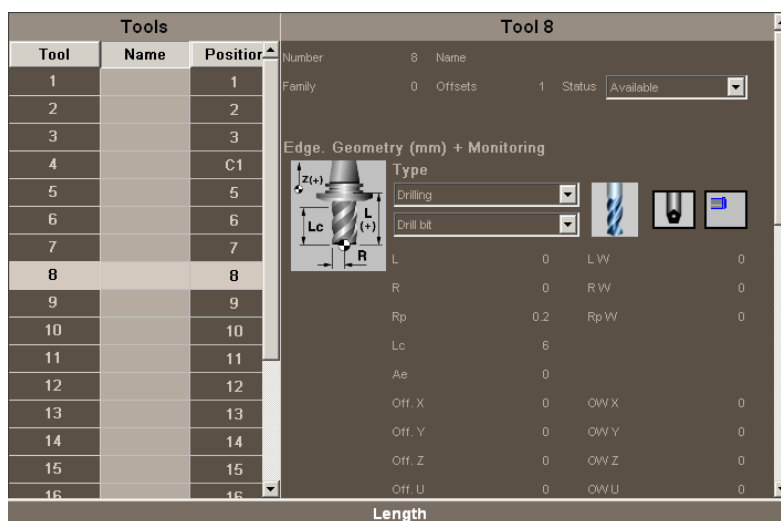 Tools
Tool Name Position
1 1
2 2
3 3
4 C1
5 5
6 6
7 7
8 8
9 9
10 10
11 11
12 12
13 13
14 14
15 15
16 16
Tool 8
Number 8 Name
Family 0 Offsets 1 Status Available
Edge. Geometry (mm) + Monitoring
Z(+)
Lc L
(+)
R
Type
Drilling
Drill bit
L 0 L W 0
R 0 R W 0
Rp 0.2 Rp W 0
Lc 6
Ae 0
Off. X 0 OW X 0
Off. Y 0 OW Y 0
Off. Z 0 OW Z 0
Off. U 0 OW U 0
Length